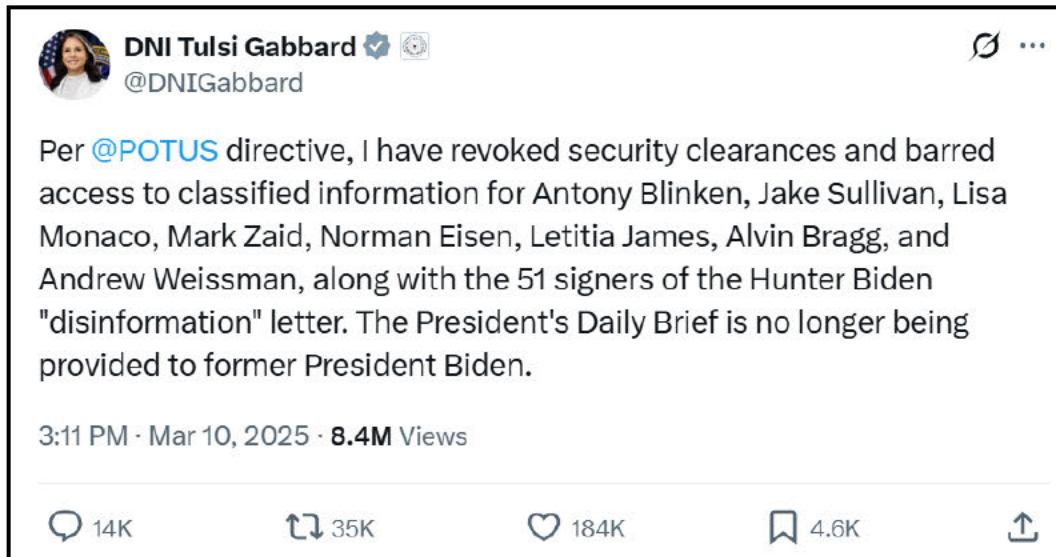 DNI Tulsi Gabbard
@DNIGabbard
Per @POTUS directive, I have revoked security clearances and barred
access to classified information for Antony Blinken, Jake Sullivan, Lisa
Monaco, Mark Zaid, Norman Eisen, Letitia James, Alvin Bragg, and
Andrew Weissman, along with the 51 signers of the Hunter Biden
"disinformation" letter. The President's Daily Brief is no longer being
provided to former President Biden.
3:11 PM · Mar 10, 2025 · 8.4M Views
14K 35K 184K 4.6K